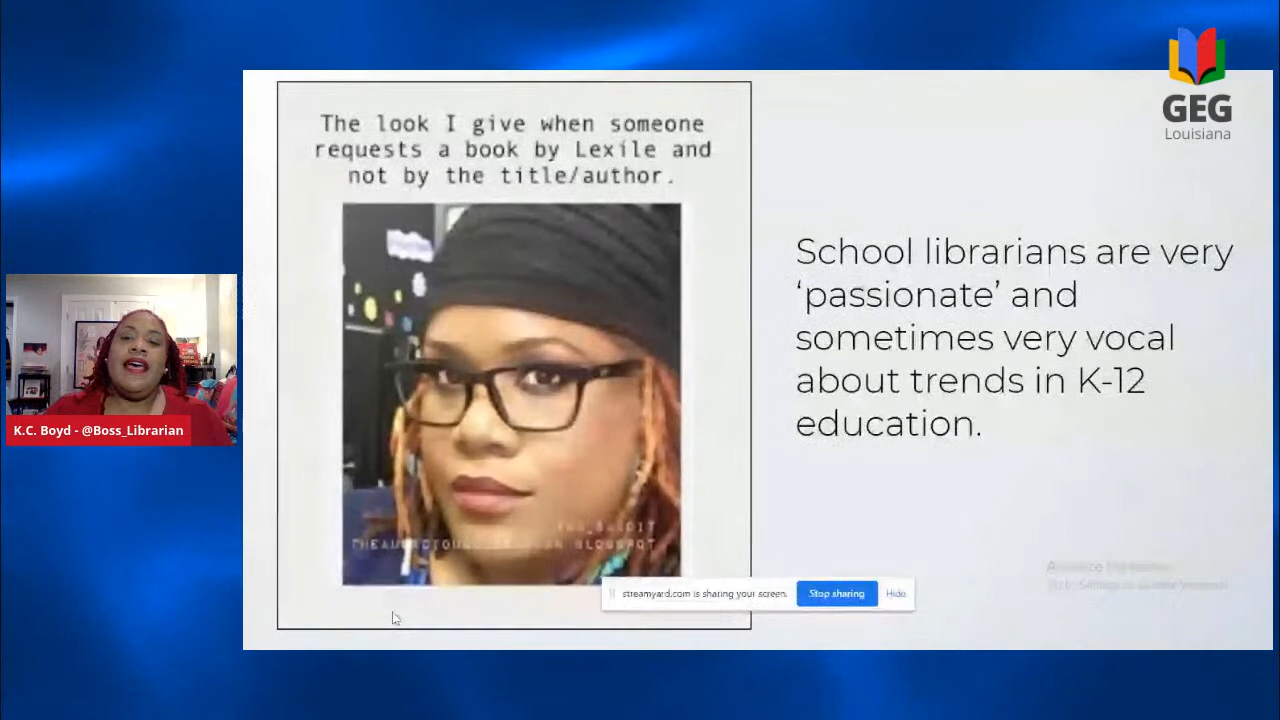 GEG
Louisiana
The look I give when someone
requests a book by Lexile and
not by the title/author.
School librarians are very
‘passionate’ and
sometimes very vocal
about trends in K-12
education.
K.C. Boyd - @Boss_Librarian
streamyard.com is sharing your screen.
Stop sharing
Hide